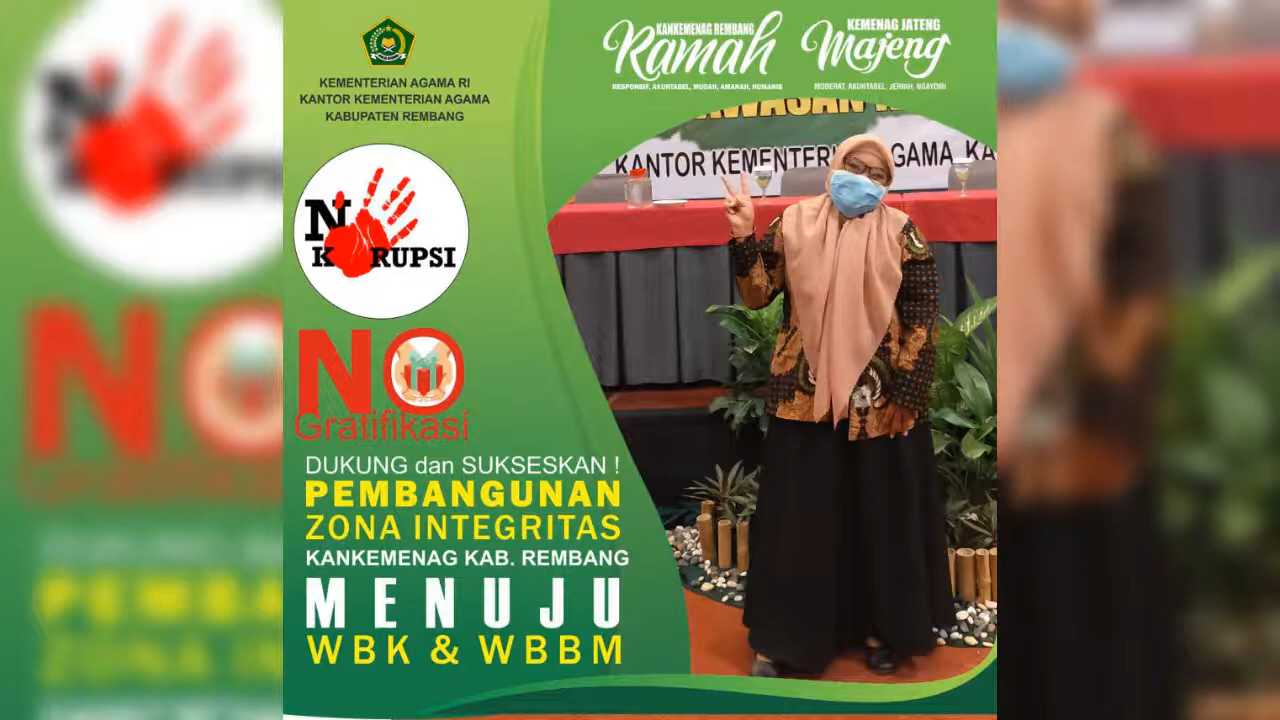 KEMENTERIAN AGAMA RI
KANTOR KEMENTERIAN AGAMA
KABUPATEN REMBANG
KANKEMENAG REMBANG
Ramah
RESPONSIF, AKUNTABEL, MUDAH, AMANAH, HUMANIS
KEMENAG JATENG
Majeng
MODERAT, AKUNTABEL, JERNIH, NGAYOMI
KANTOR KEMENTERIAN AGAMA KA
NO
KORUPSI
NO
Gratifikasi
DUKUNG dan SUKSESKAN !
PEMBANGUNAN
ZONA INTEGRITAS
KANKEMENAG KAB. REMBANG
MENUJU
WBK & WBBM